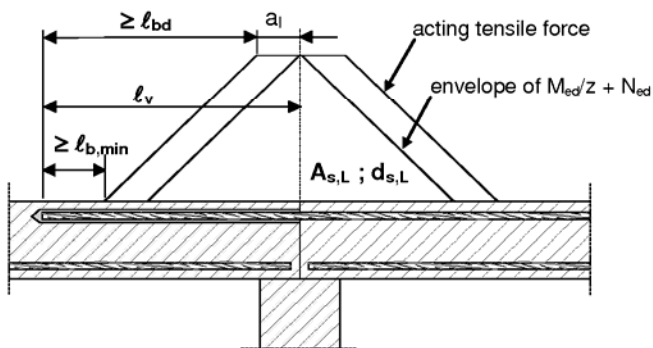 ≥ ℓbd
al
acting tensile force
envelope of Med/z + Ned
ℓv
≥ ℓb,min
As,L ; ds,L